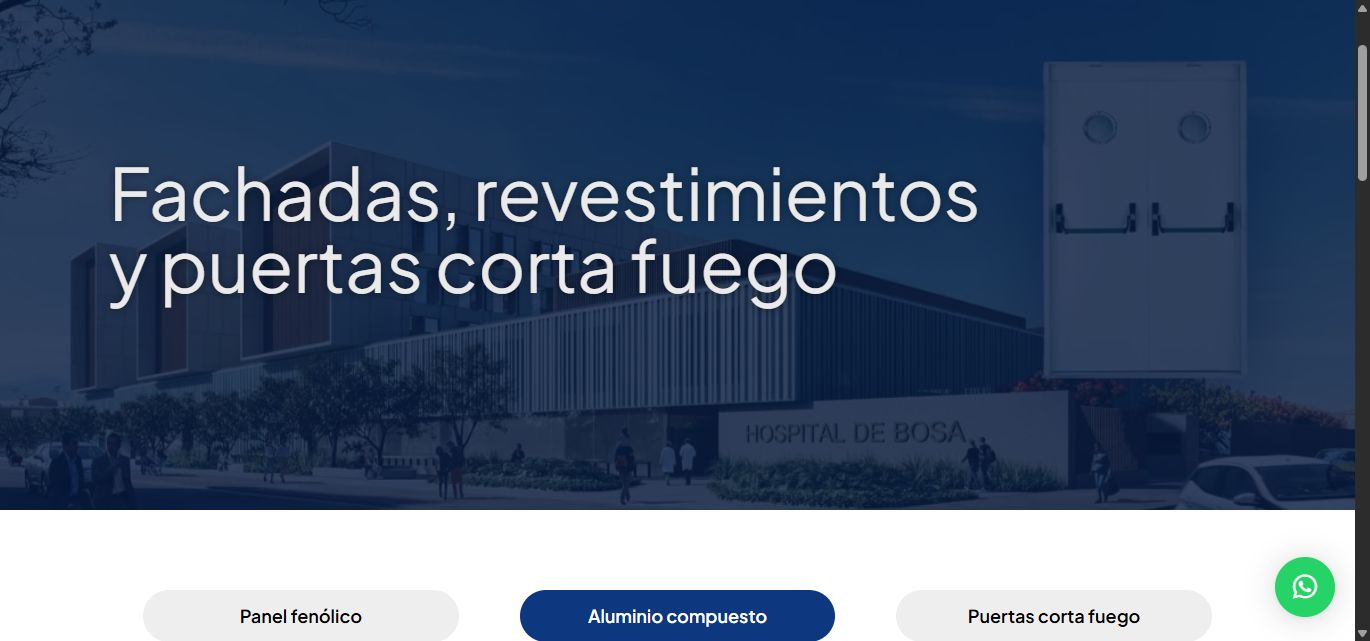 Fachadas, revestimientos
y puertas corta fuego
HOSPITAL DE BOSA
Panel fenólico
Aluminio compuesto
Puertas corta fuego